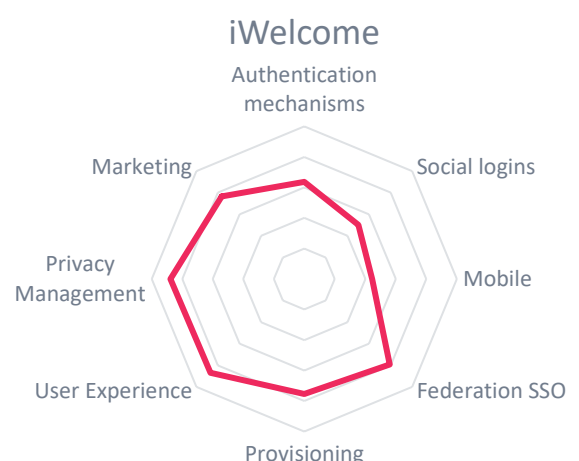 iWelcome
Authentication
mechanisms
Marketing
Social logins
Privacy
Management
Mobile
User Experience
Federation SSO
Provisioning